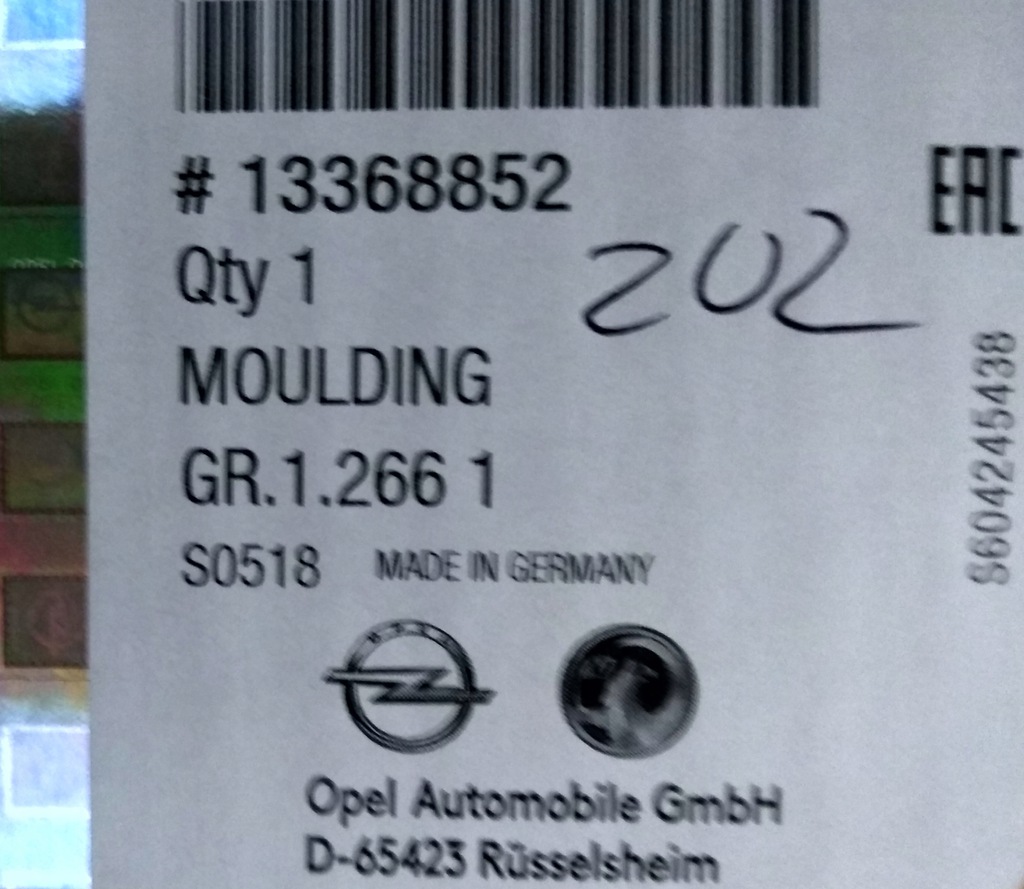 # 13368852
EAC
Qty 1
202
MOULDING
GR.1.266 1
S0518 MADE IN GERMANY
S604245438
OPEL
Opel Automobile GmbH
D-65423 Rüsselsheim